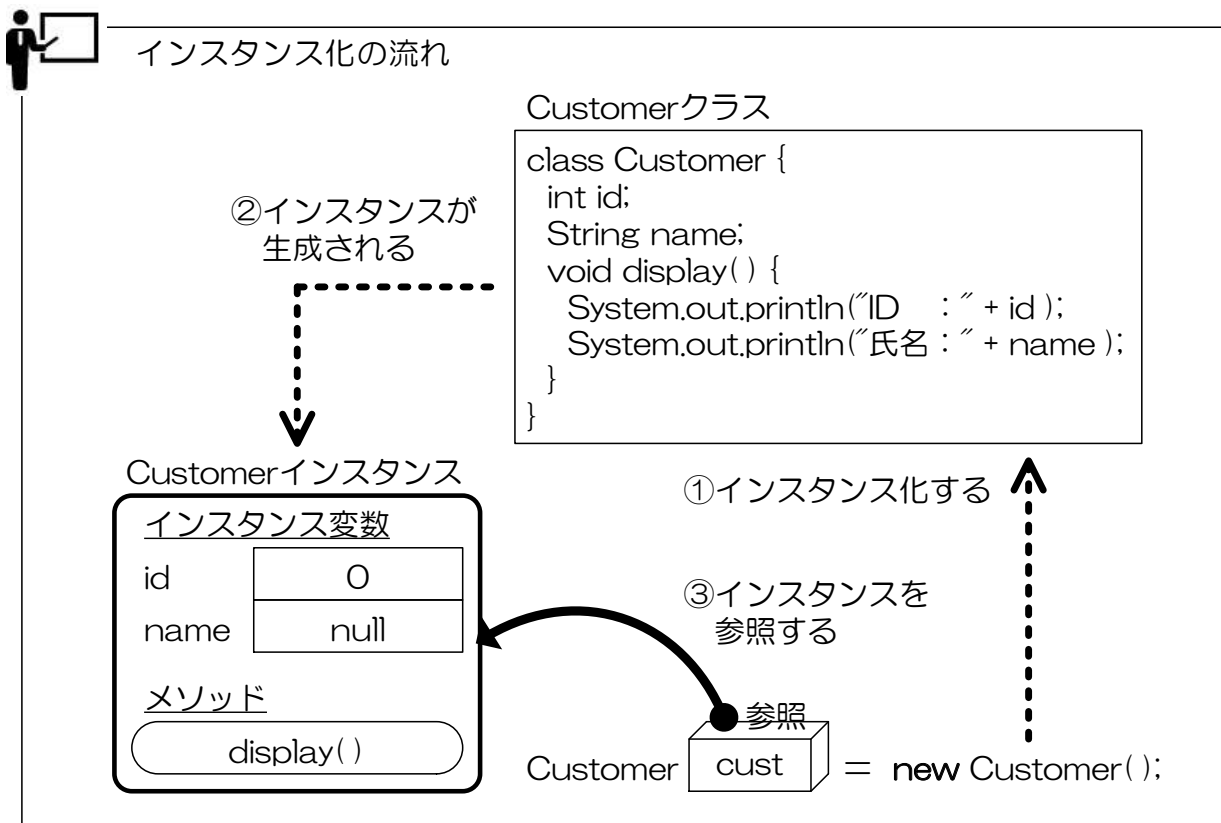 インスタンス化の流れ
Customerクラス
class Customer {
int id;
String name;
void display( ) {
System.out.println("ID　：" + id );
System.out.println("氏名：" + name );
}
}
②インスタンスが
生成される
Customerインスタンス
インスタンス変数
id 0
name null
メソッド
display( )
①インスタンス化する
③インスタンスを
参照する
参照
Customer cust = new Customer( );